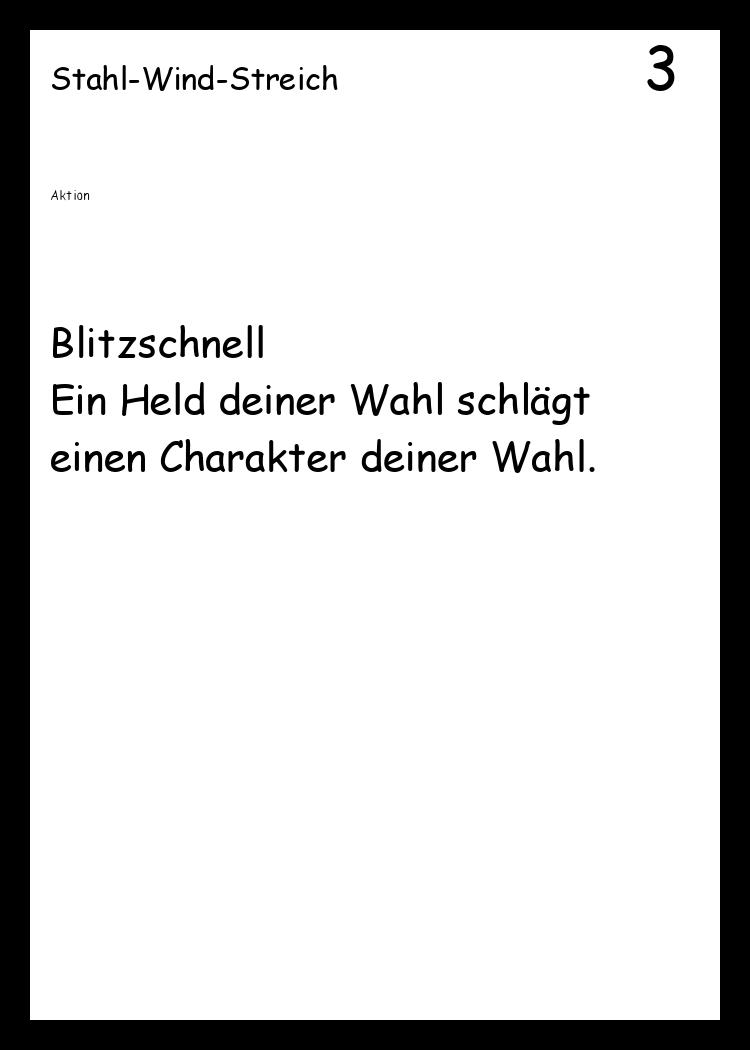 Stahl-Wind-Streich 3
Aktion
Blitzschnell
Ein Held deiner Wahl schlägt
einen Charakter deiner Wahl.